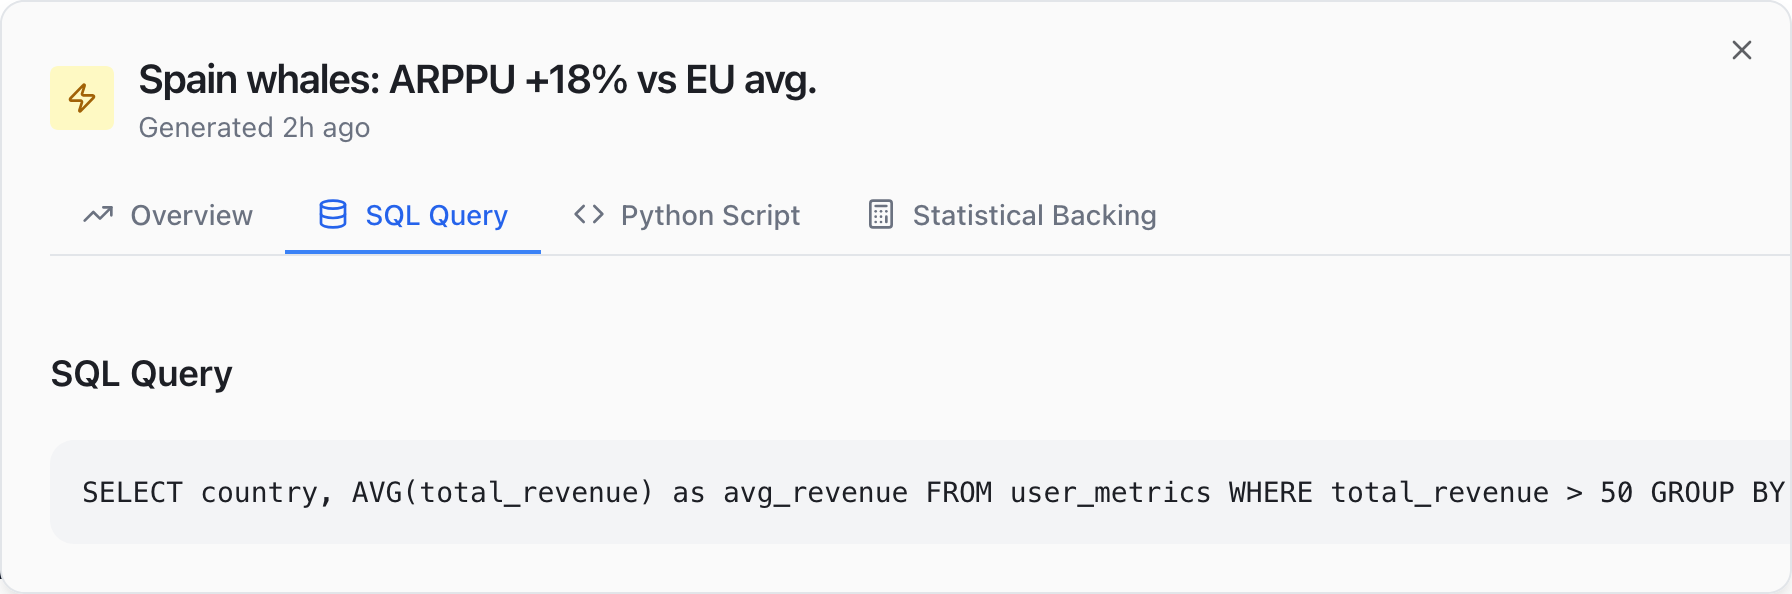 Spain whales: ARPPU +18% vs EU avg.
Generated 2h ago
Overview SQL Query Python Script Statistical Backing
SQL Query
SELECT country, AVG(total_revenue) as avg_revenue FROM user_metrics WHERE total_revenue > 50 GROUP BY